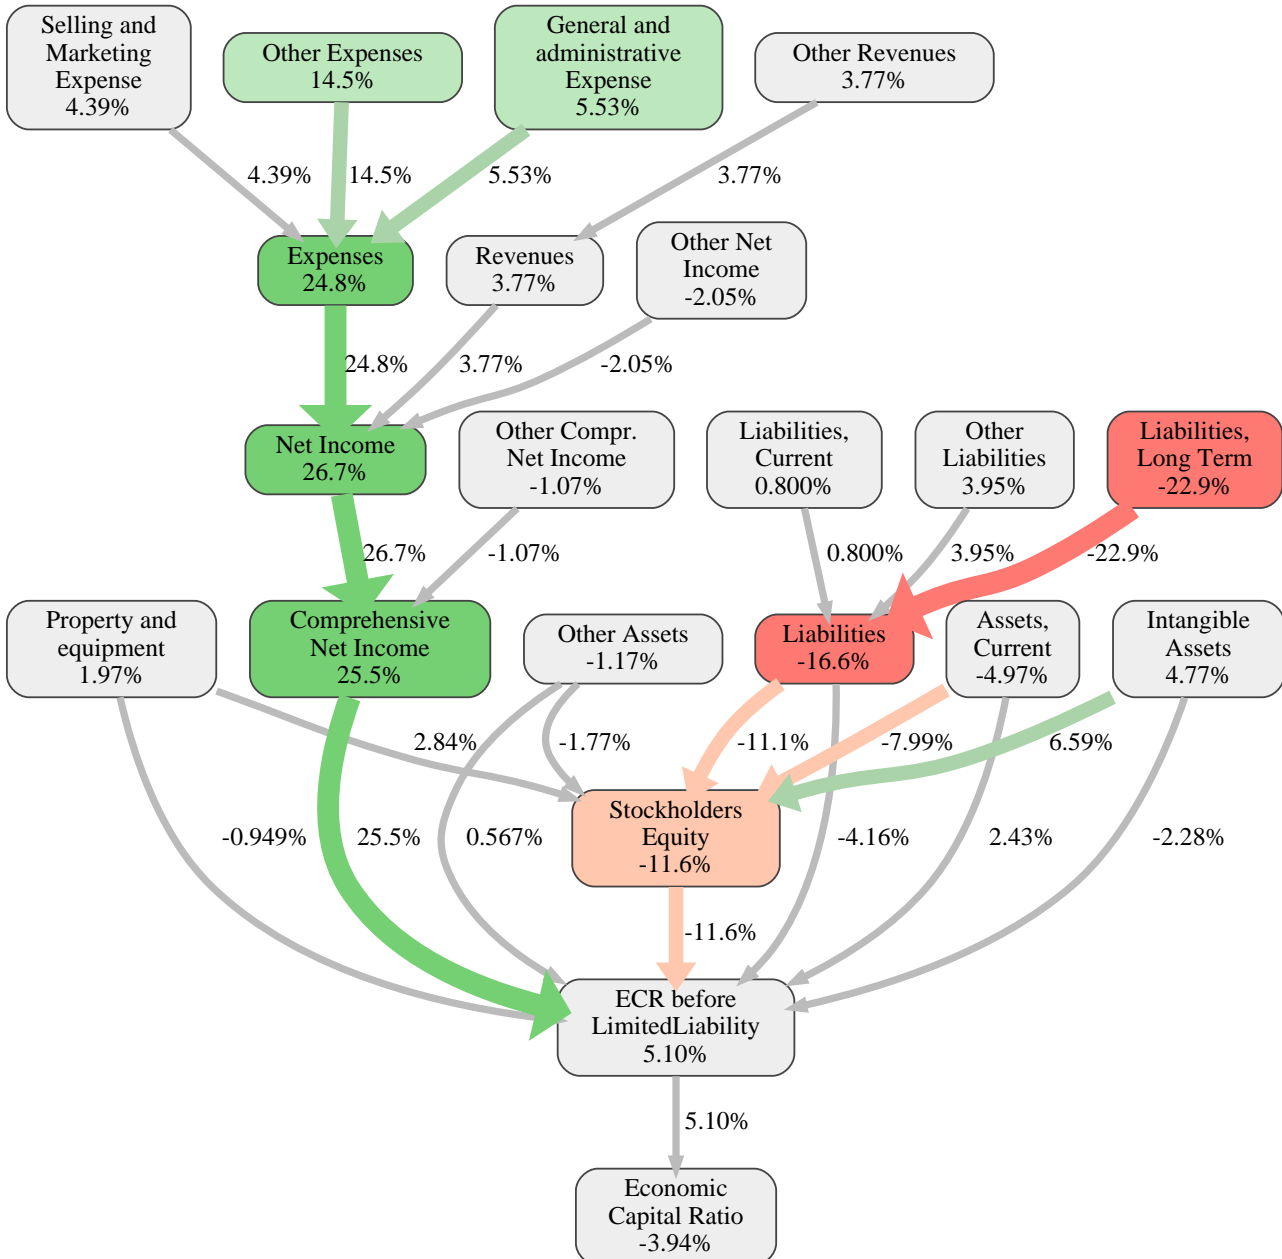 Selling and
Marketing
Expense
4.39%
Other Expenses
14.5%
General and
administrative
Expense
5.53%
Other Revenues
3.77%
4.39%
14.5%
5.53%
3.77%
Expenses
24.8%
Revenues
3.77%
Other Net
Income
-2.05%
24.8%
3.77%
-2.05%
Net Income
26.7%
Other Compr.
Net Income
-1.07%
Liabilities,
Current
0.800%
Other
Liabilities
3.95%
Liabilities,
Long Term
-22.9%
26.7%
-1.07%
0.800%
3.95%
-22.9%
Property and
equipment
1.97%
Comprehensive
Net Income
25.5%
Other Assets
-1.17%
Liabilities
-16.6%
Assets,
Current
-4.97%
Intangible
Assets
4.77%
2.84%
-1.77%
-11.1%
-7.99%
6.59%
Stockholders
Equity
-11.6%
-0.949%
25.5%
0.567%
-4.16%
2.43%
-2.28%
-11.6%
ECR before
LimitedLiability
5.10%
5.10%
Economic
Capital Ratio
-3.94%